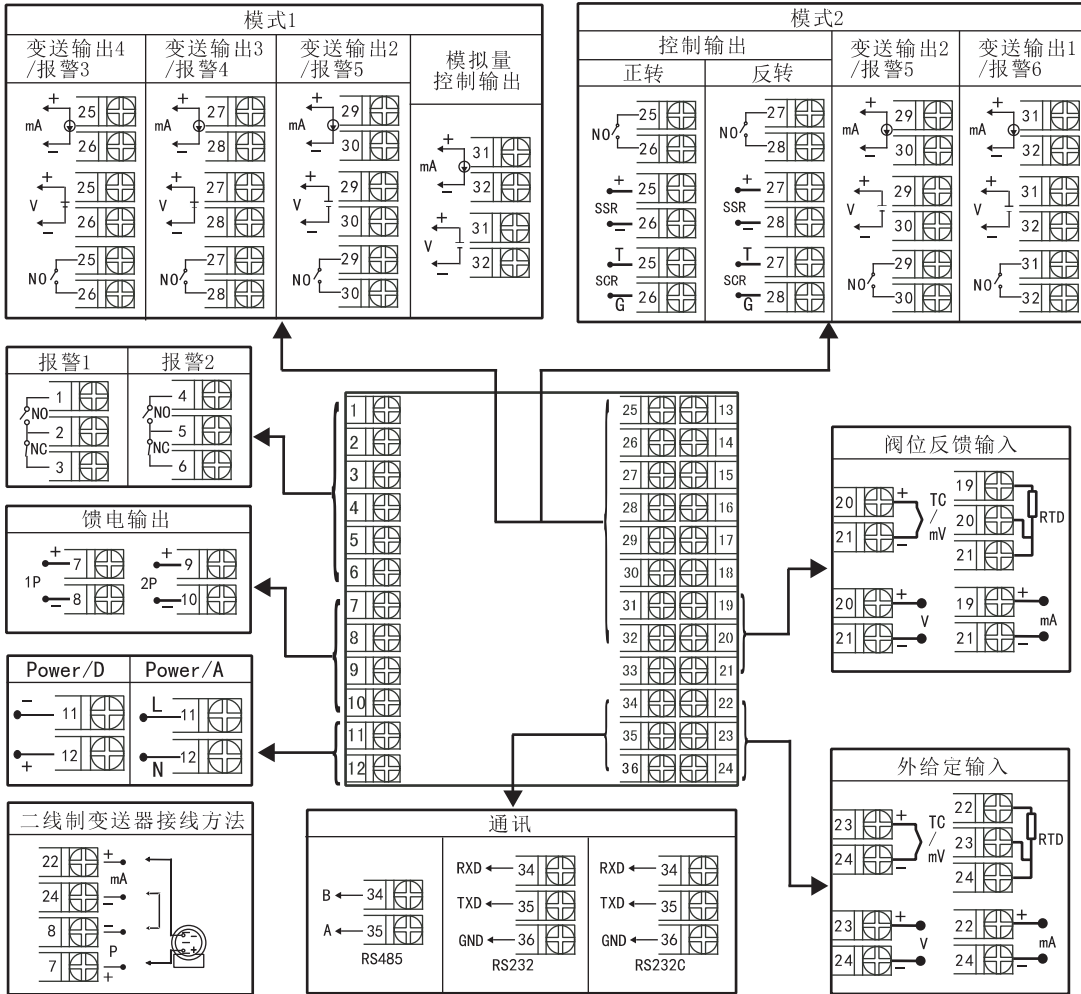 模式1
变送输出4
/报警3
变送输出3
/报警4
变送输出2
/报警5
模拟量
控制输出
+
mA
−
25
26
+
mA
−
27
28
+
mA
−
29
30
+
mA
−
31
32
+
V
−
25
26
+
V
−
27
28
+
V
−
29
30
+
V
−
31
32
NO
25
26
NO
27
28
NO
29
30
模式2
控制输出
正转
反转
变送输出2
/报警5
变送输出1
/报警6
NO
25
26
NO
27
28
+
mA
−
29
30
+
mA
−
31
32
+
SSR
−
25
26
+
SSR
−
27
28
+
V
−
29
30
+
V
−
31
32
T
SCR
G
25
26
T
SCR
G
27
28
NO
29
30
NO
31
32
报警1
报警2
1
NO
2
NC
3
4
NO
5
NC
6
馈电输出
+
1P
−
7
8
+
2P
−
9
10
Power/D
Power/A
−
11
+
12
L
11
N
12
二线制变送器接线方法
22
+
mA
24
−
8
−
P
7
+
−
−
+
1
2
3
4
5
6
7
8
9
10
11
12
25
13
26
14
27
15
28
16
29
17
30
18
31
19
32
20
33
21
34
22
35
23
36
24
通讯
B
34
A
35
RS485
RXD
34
TXD
35
GND
36
RS232
RXD
34
TXD
35
GND
36
RS232C
阀位反馈输入
20
+
21
−
TC
/
mV
19
20
21
RTD
20
+
21
−
V
19
+
21
−
mA
外给定输入
23
+
24
−
TC
/
mV
22
23
24
RTD
23
+
24
−
V
22
+
24
−
mA